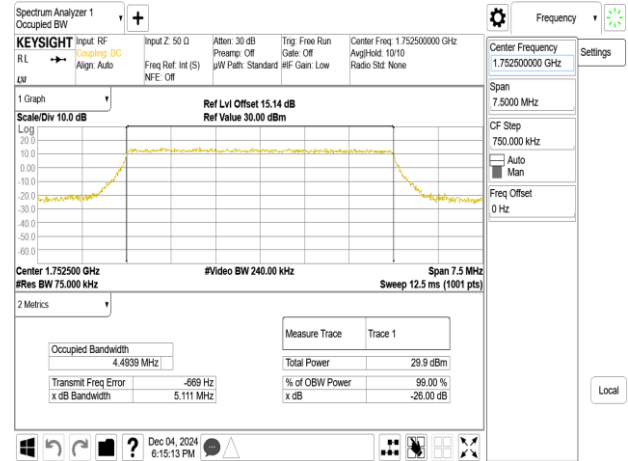 Spectrum Analyzer 1
Occupied BW
Frequency
KEYSIGHT
RL
LXI
Input: RF
Coupling: DC
Align: Auto
Input Z: 50 Ω
Freq Ref: Int (S)
NFE: Off
Atten: 30 dB
Preamp: Off
µW Path: Standard
Trig: Free Run
Gate: Off
#IF Gain: Low
Center Freq: 1.752500000 GHz
Avg|Hold: 10/10
Radio Std: None
Center Frequency
1.752500000 GHz
Settings
Span
7.5000 MHz
CF Step
750.000 kHz
Auto
Man
Freq Offset
0 Hz
1 Graph
Ref Lvl Offset 15.14 dB
Scale/Div 10.0 dB
Ref Value 30.00 dBm
Log
20.0
10.0
0.00
-10.0
-20.0
-30.0
-40.0
-50.0
-60.0
Center 1.752500 GHz
#Video BW 240.00 kHz
Span 7.5 MHz
#Res BW 75.000 kHz
Sweep 12.5 ms (1001 pts)
2 Metrics
Measure Trace
Trace 1
Occupied Bandwidth
4.4939 MHz
Total Power
29.9 dBm
Transmit Freq Error
-669 Hz
% of OBW Power
99.00 %
x dB Bandwidth
5.111 MHz
x dB
-26.00 dB
Local
?
Dec 04, 2024
6:15:13 PM